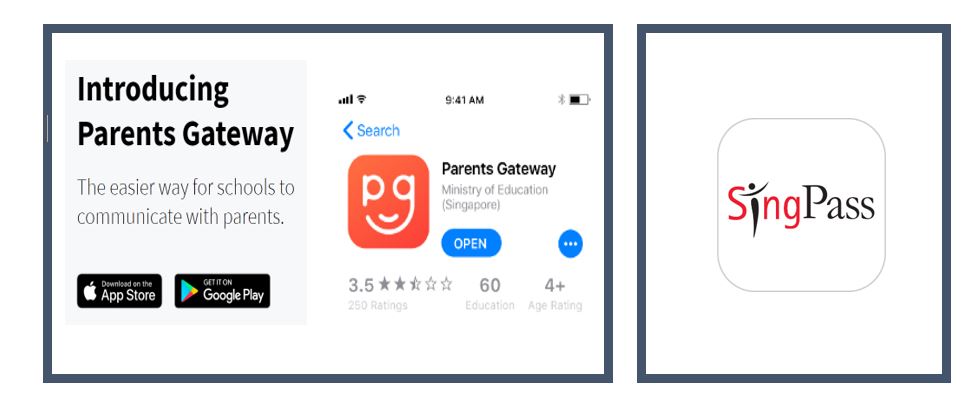 Introducing
Parents Gateway
The easier way for schools to
communicate with parents.
Download on the
App Store
GET IT ON
Google Play
9:41 AM
Search
pg
Parents Gateway
Ministry of Education
(Singapore)
OPEN
3.5 60 4+
250 Ratings Education Age Rating
SingPass